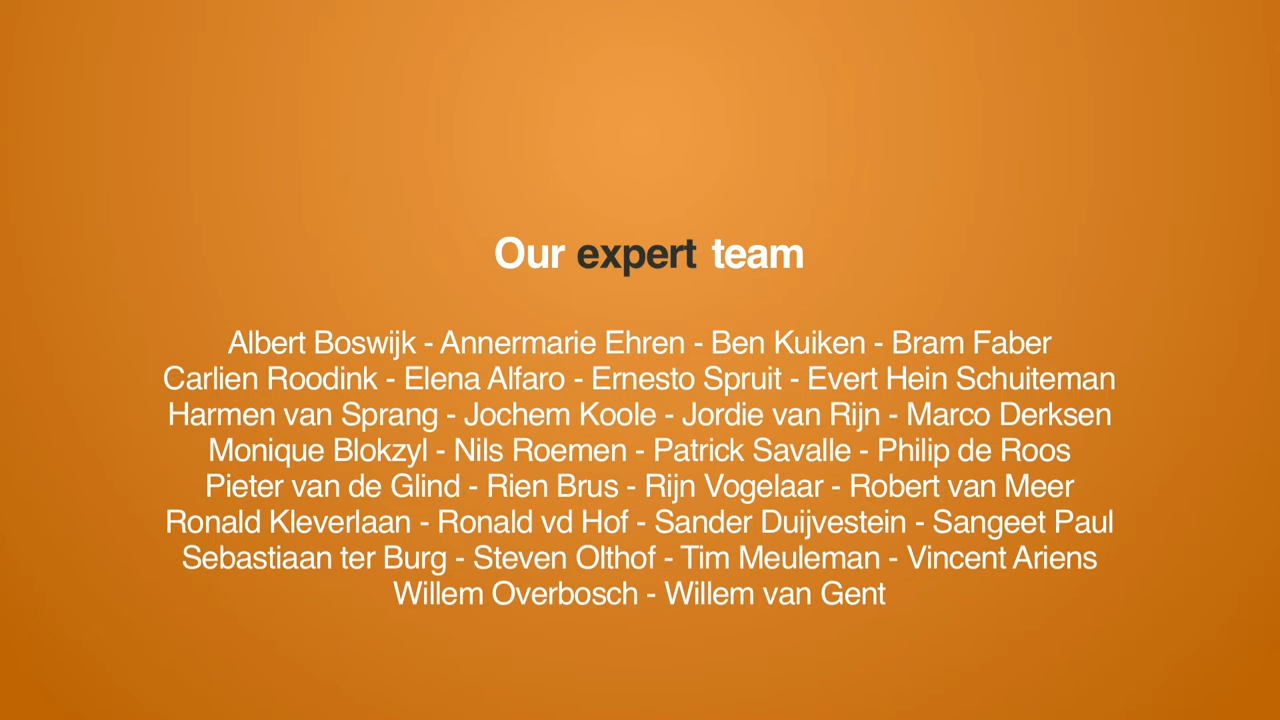 Our expert team
Albert Boswijk - Annermarie Ehren - Ben Kuiken - Bram Faber
Carlien Roodink - Elena Alfaro - Ernesto Spruit - Evert Hein Schuiteman
Harmen van Sprang - Jochem Koole - Jordie van Rijn - Marco Derksen
Monique Blokzyl - Nils Roemen - Patrick Savalle - Philip de Roos
Pieter van de Glind - Rien Brus - Rijn Vogelaar - Robert van Meer
Ronald Kleverlaan - Ronald vd Hof - Sander Duijvestein - Sangeet Paul
Sebastiaan ter Burg - Steven Olthof - Tim Meuleman - Vincent Ariens
Willem Overbosch - Willem van Gent